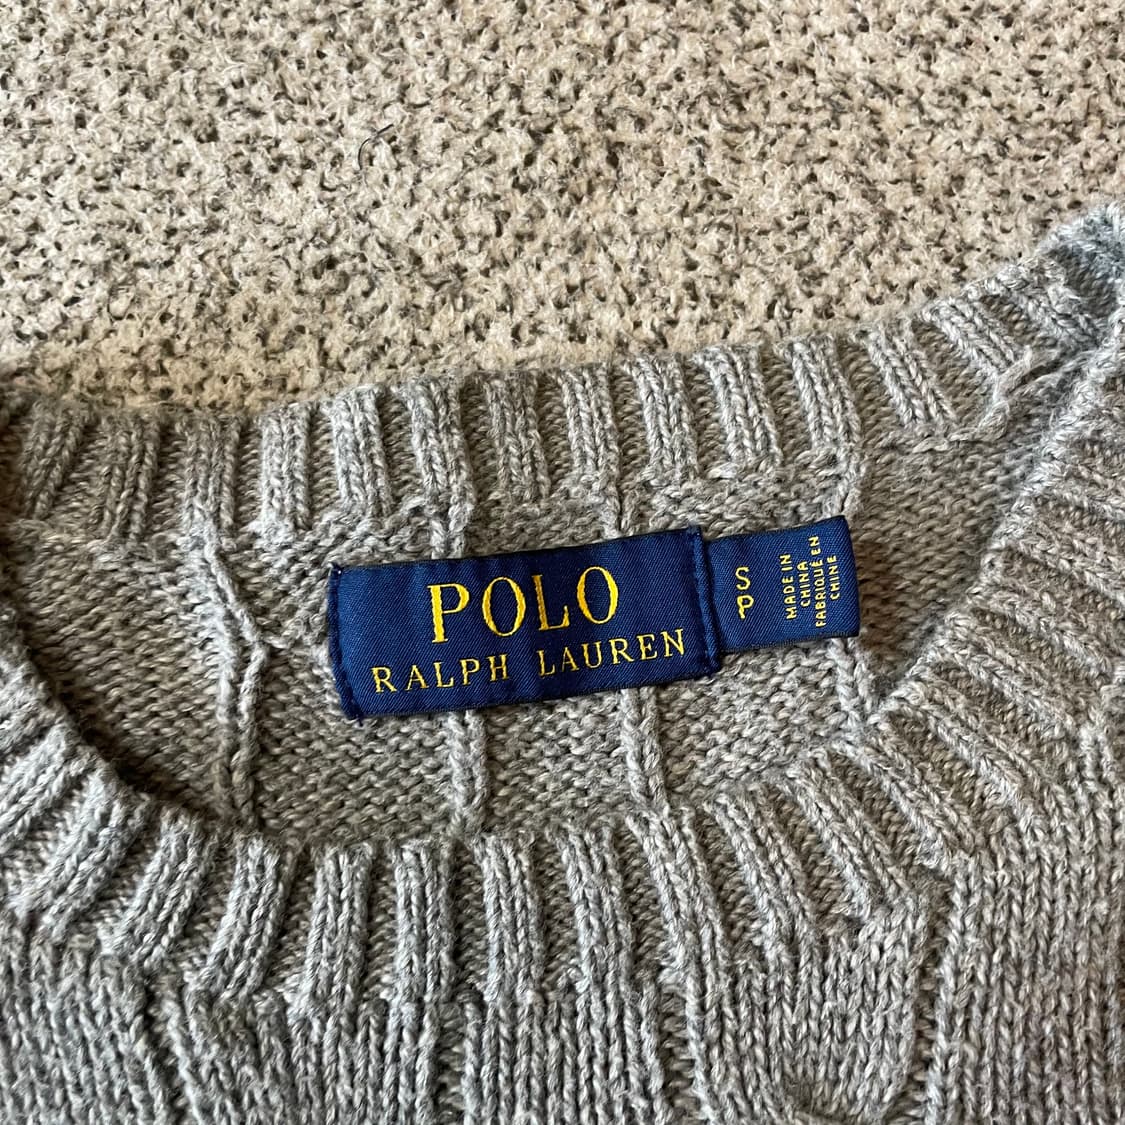 POLO
RALPH LAUREN
S
P
MADE IN
CHINA
FABRIQUÉ EN
CHINE